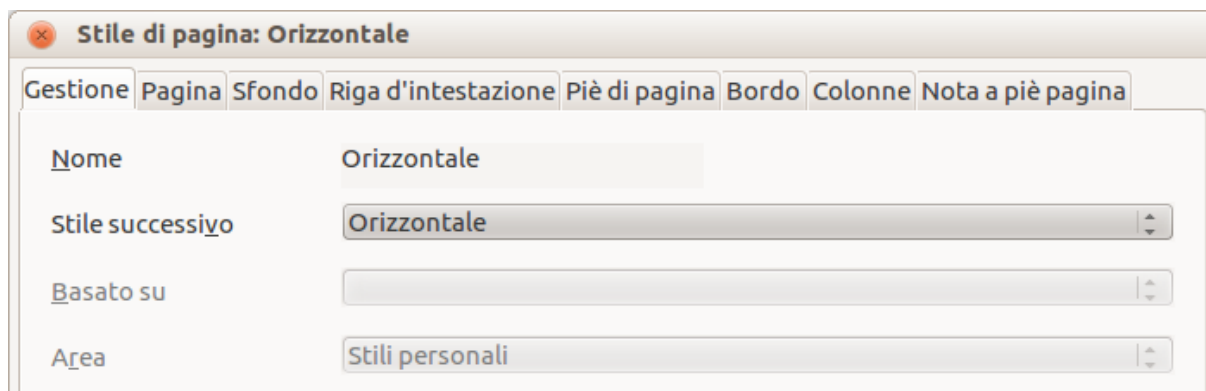 Stile di pagina: Orizzontale
Gestione Pagina Sfondo Riga d'intestazione Piè di pagina Bordo Colonne Nota a piè pagina
Nome Orizzontale
Stile successivo Orizzontale
Basato su
Area Stili personali